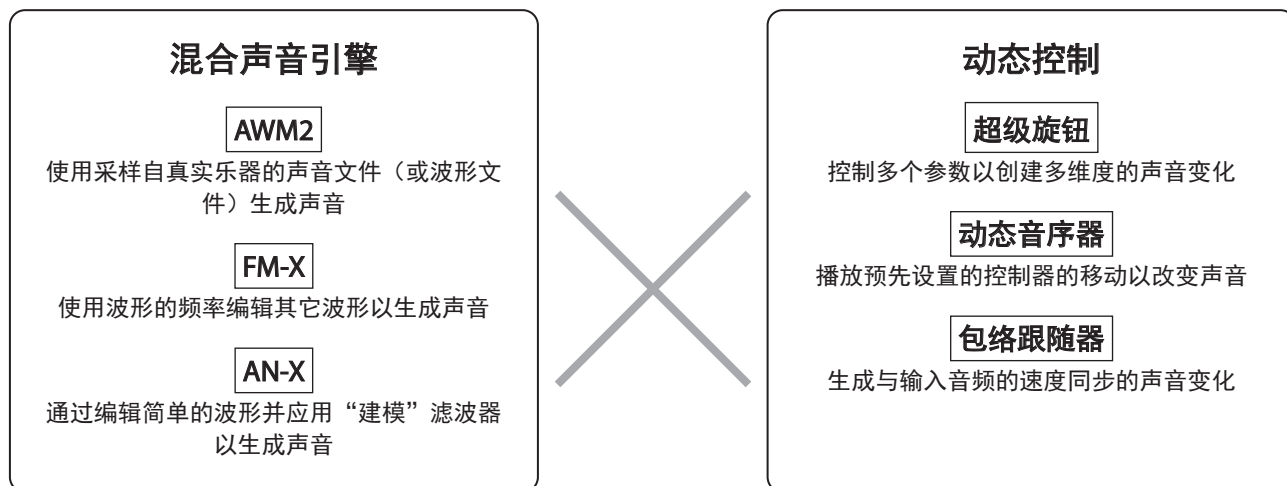 混合声音引擎
AWM2
使用采样自真实乐器的声音文件（或波形文
件）生成声音
FM-X
使用波形的频率编辑其它波形以生成声音
AN-X
通过编辑简单的波形并应用“建模”滤波器
以生成声音
动态控制
超级旋钮
控制多个参数以创建多维度的声音变化
动态音序器
播放预先设置的控制器的移动以改变声音
包络跟随器
生成与输入音频的速度同步的声音变化